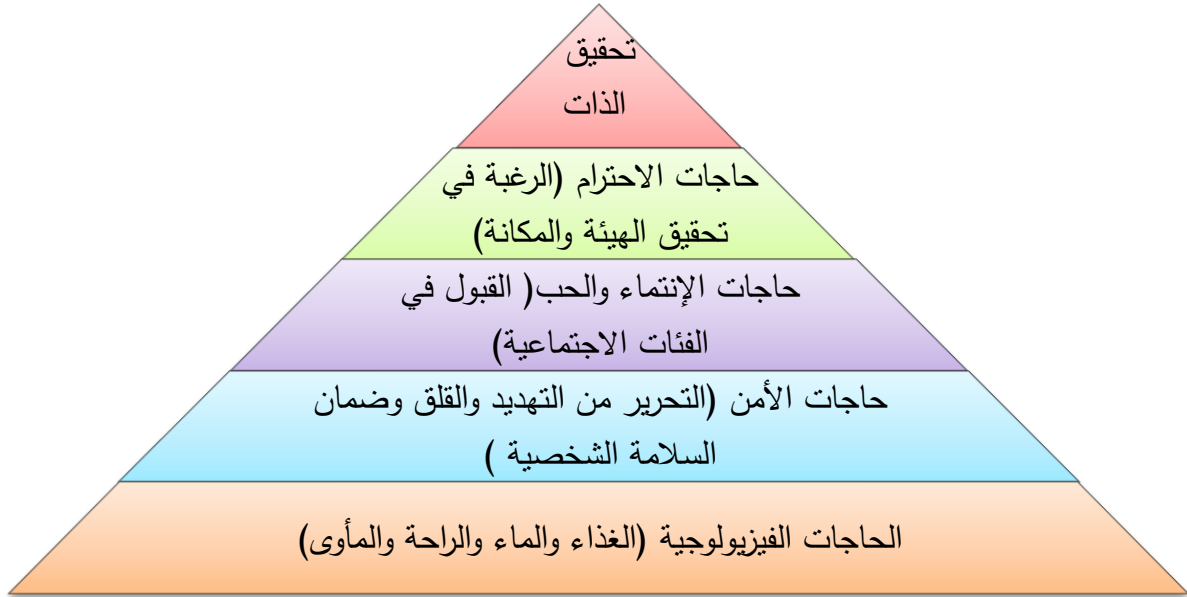 تحقيق
الذات
حاجات الاحترام (الرغبة في
تحقيق الهيئة والمكانة)
حاجات الإنتماء والحب( القبول في
الفئات الاجتماعية)
حاجات الأمن (التحرير من التهديد والقلق وضمان
السلامة الشخصية )
الحاجات الفيزيولوجية (الغذاء والماء والراحة والمأوى)